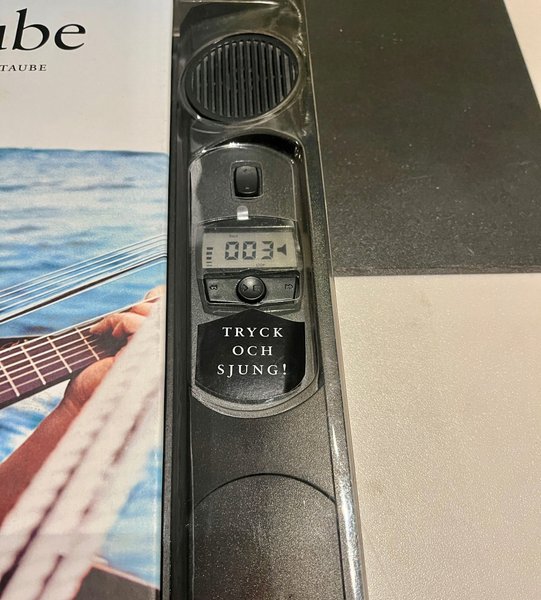 ube
TAUBE
003
TRYCK
OCH
SJUNG!